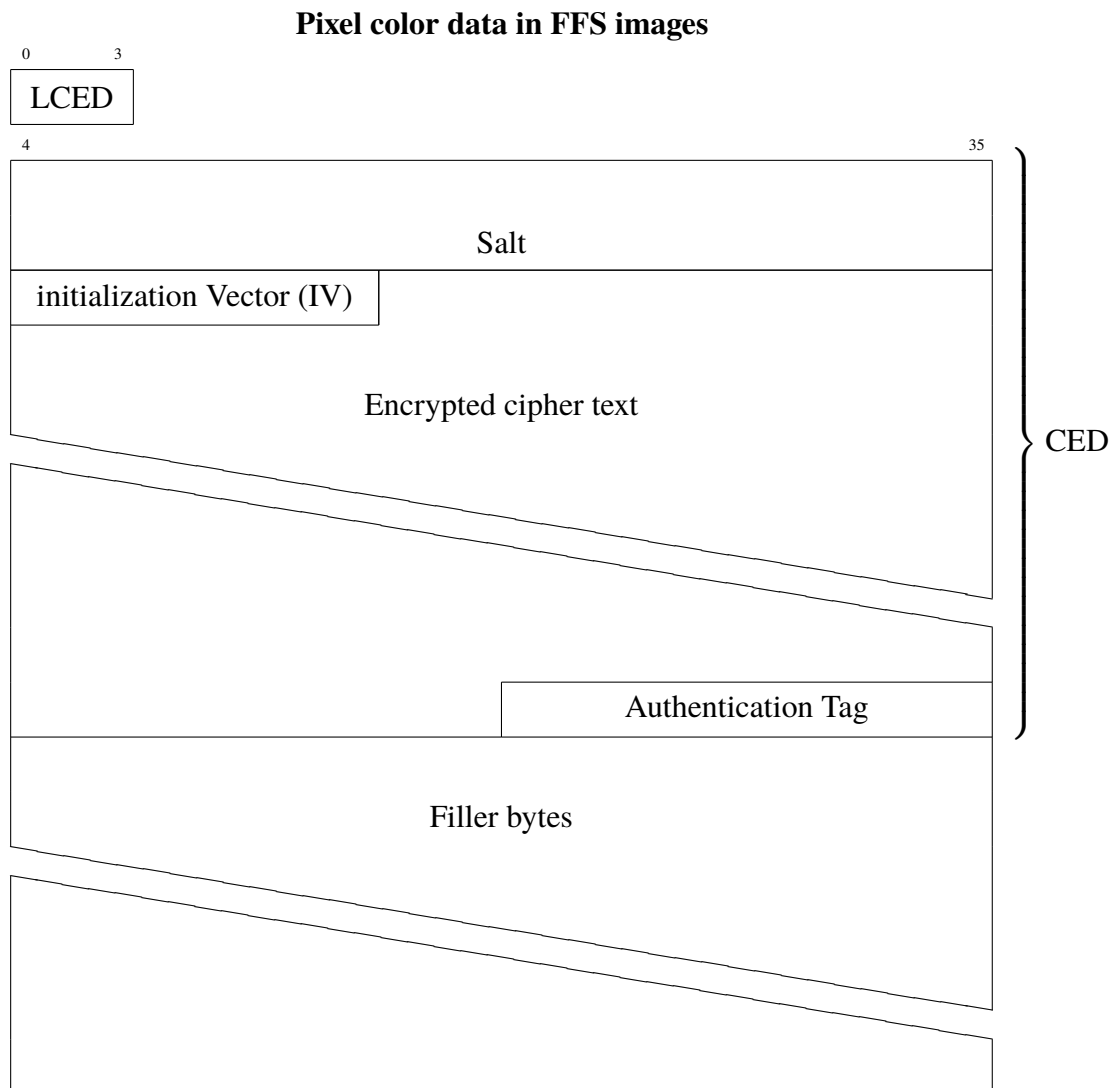 Pixel color data in FFS images
0 3
LCED
4 35
Salt
initialization Vector (IV)
Encrypted cipher text
CED
Authentication Tag
Filler bytes